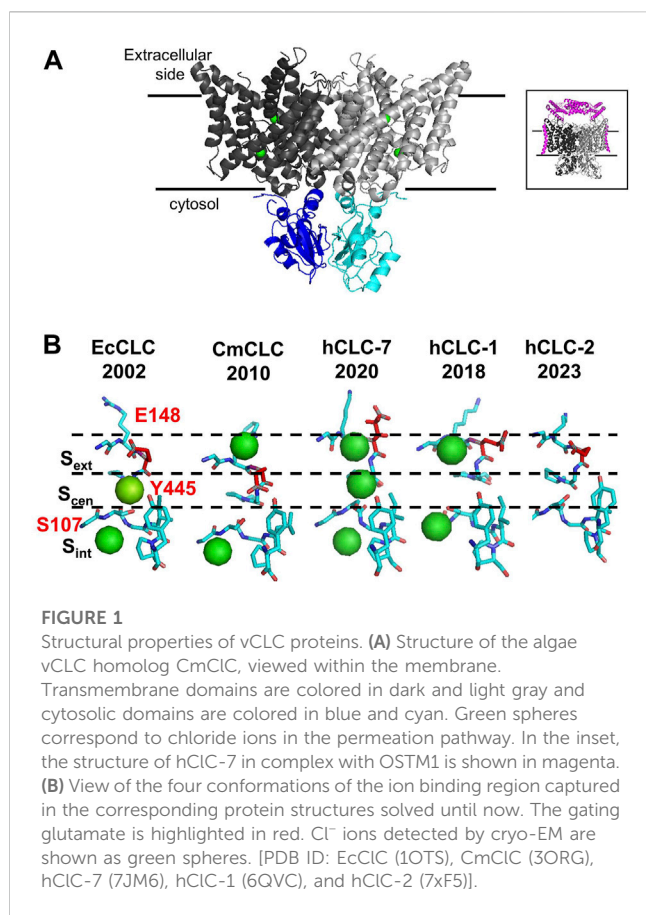 A
Extracellular
side
cytosol
B
EcCLC
2002
CmCLC
2010
hCLC-7
2020
hCLC-1
2018
hCLC-2
2023
E148
Sext
Scen
Y445
S107
Sint
FIGURE 1
Structural properties of vCLC proteins. (A) Structure of the algae
vCLC homolog CmClC, viewed within the membrane.
Transmembrane domains are colored in dark and light gray and
cytosolic domains are colored in blue and cyan. Green spheres
correspond to chloride ions in the permeation pathway. In the inset,
the structure of hClC-7 in complex with OSTM1 is shown in magenta.
(B) View of the four conformations of the ion binding region captured
in the corresponding protein structures solved until now. The gating
glutamate is highlighted in red. Cl⁻ ions detected by cryo-EM are
shown as green spheres. [PDB ID: EcClC (1OTS), CmClC (3ORG),
hClC-7 (7JM6), hClC-1 (6QVC), and hClC-2 (7xF5)].